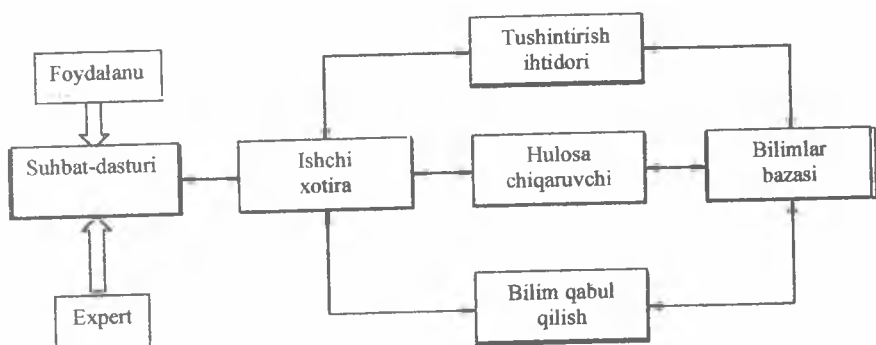 Foydalanu
Suhbat-dasturi
Expert
Ishchi
xotira
Tushintirish
ihtidori
Hulosa
chiqaruvchi
Bilim qabul
qilish
Bilimlar
bazasi